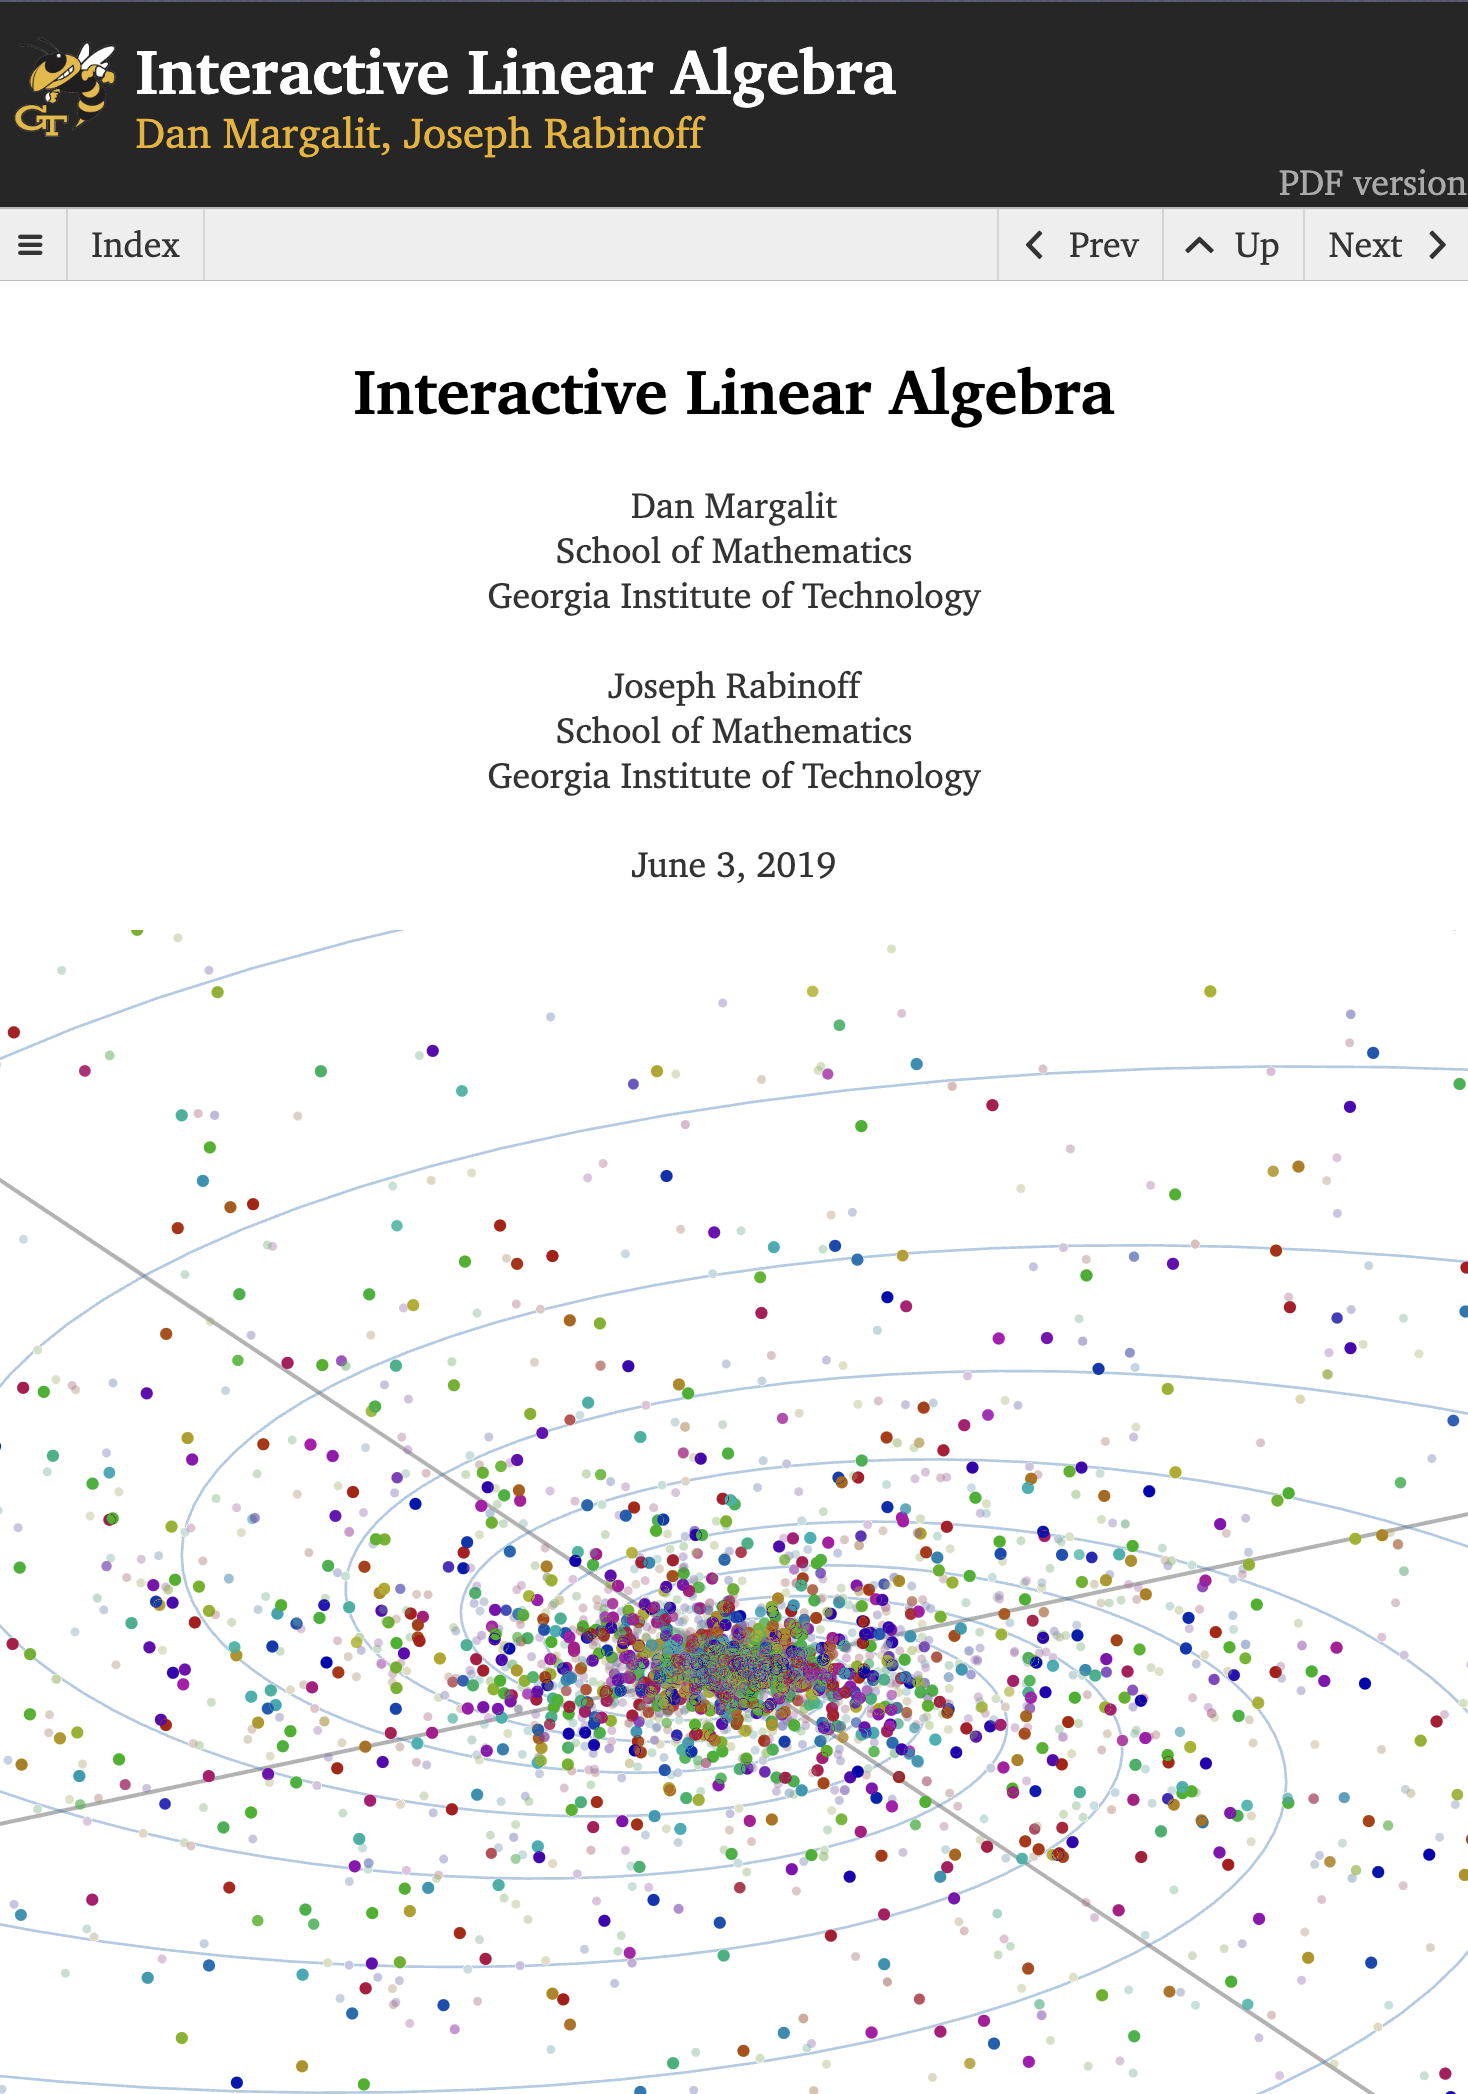 GT
Interactive Linear Algebra
Dan Margalit, Joseph Rabinoff
PDF version
Index
Prev
Up
Next
Interactive Linear Algebra
Dan Margalit
School of Mathematics
Georgia Institute of Technology
Joseph Rabinoff
School of Mathematics
Georgia Institute of Technology
June 3, 2019